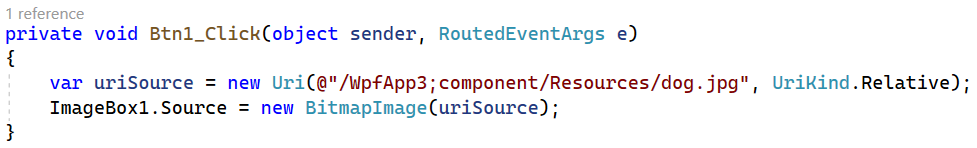 1 reference
private void Btn1_Click(object sender, RoutedEventArgs e)
{
    var uriSource = new Uri(@"/WpfApp3;component/Resources/dog.jpg", UriKind.Relative);
    ImageBox1.Source = new BitmapImage(uriSource);
}